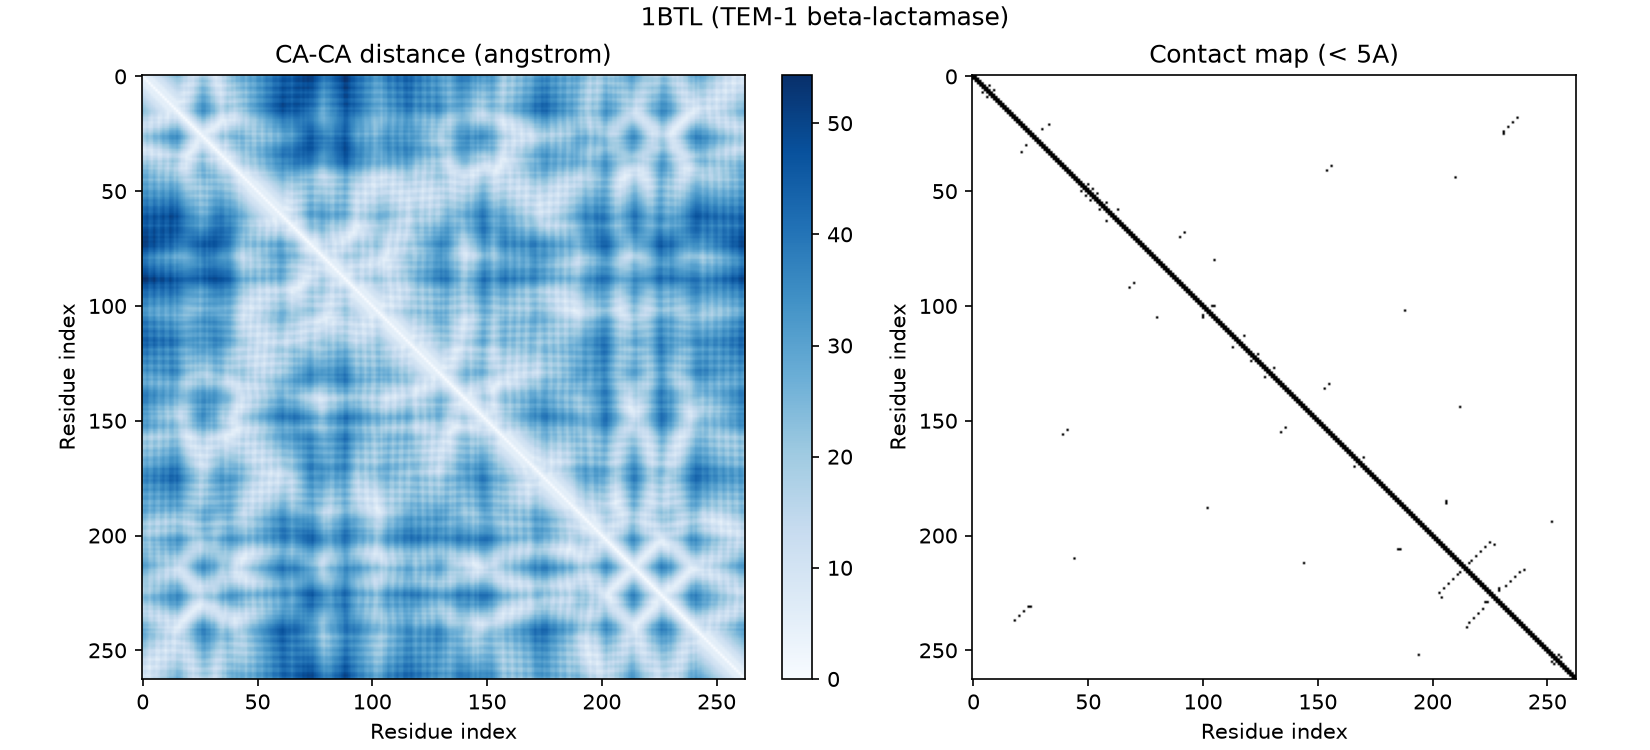 1BTL (TEM-1 beta-lactamase)
CA-CA distance (angstrom)
0
50
100
150
200
250
Residue index
0 50 100 150 200 250
Residue index
50
40
30
20
10
0
Contact map (< 5A)
0
50
100
150
200
250
Residue index
0 50 100 150 200 250
Residue index